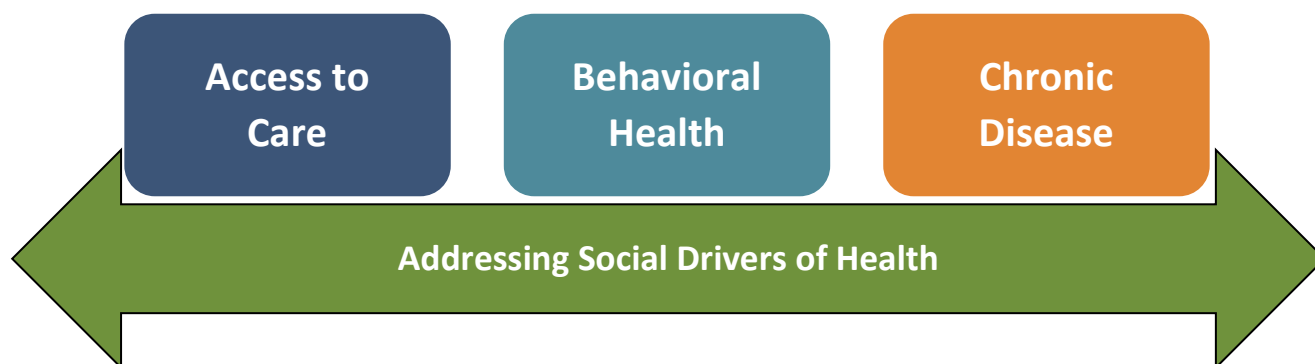 Access to
Care
Behavioral
Health
Chronic
Disease
Addressing Social Drivers of Health